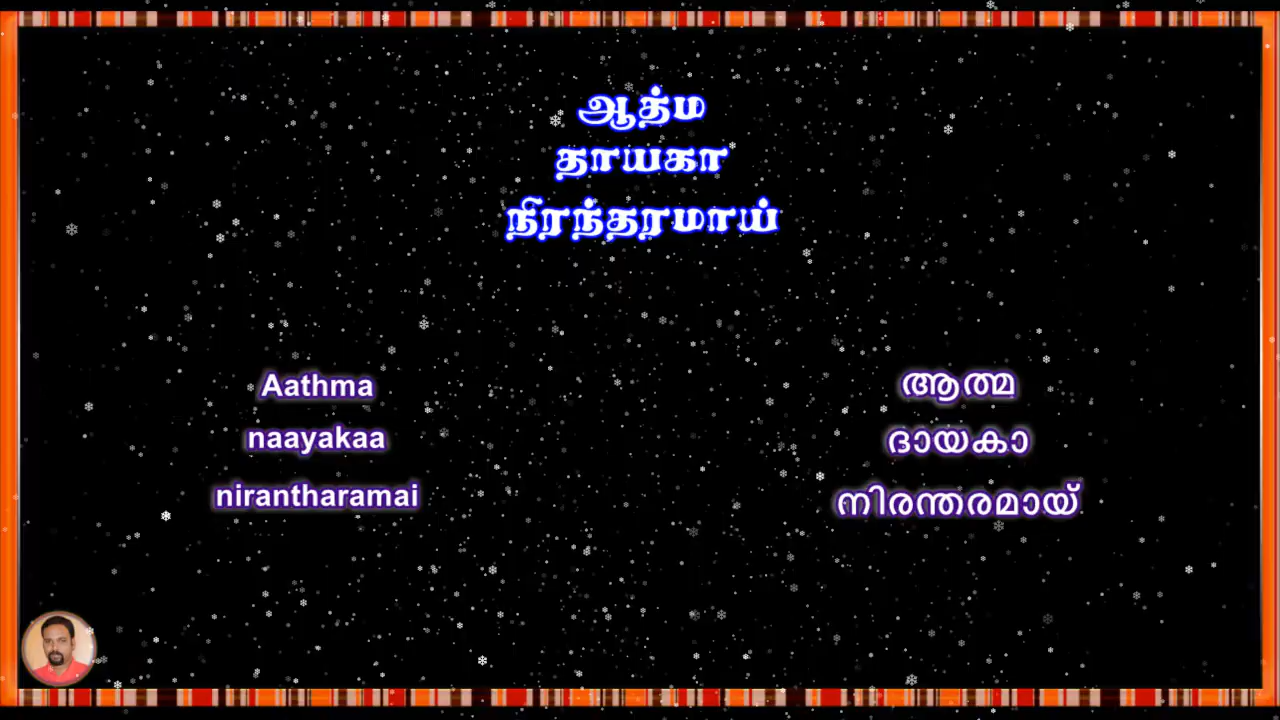 ஆத்ம
தாயகா
நிரந்தரமாய்
Aathma
naayakaa
nirantharamai
ആത്മ
ദായകാ
നിരന്തരമായ്